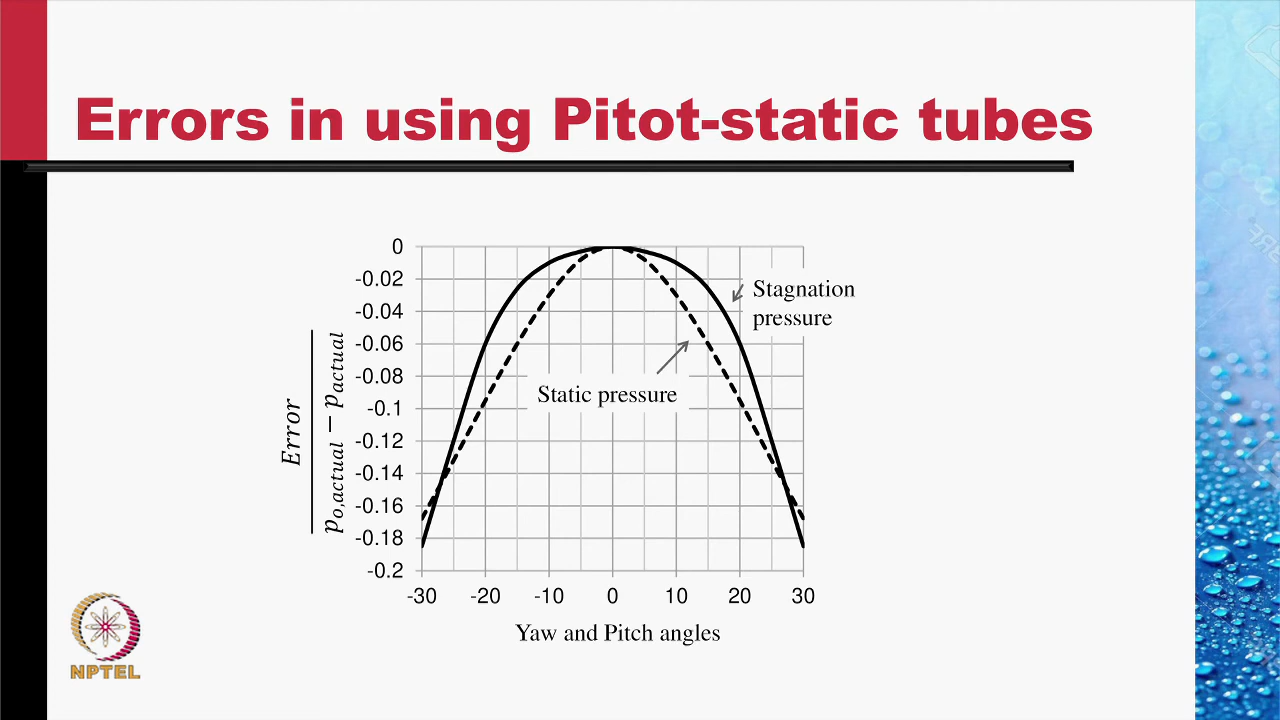 Errors in using Pitot-static tubes
0
-0.02
-0.04
-0.06
-0.08
-0.1
-0.12
-0.14
-0.16
-0.18
-0.2
Error
p₀,actual − pactual
Stagnation
pressure
Static pressure
-30 -20 -10 0 10 20 30
Yaw and Pitch angles
NPTEL